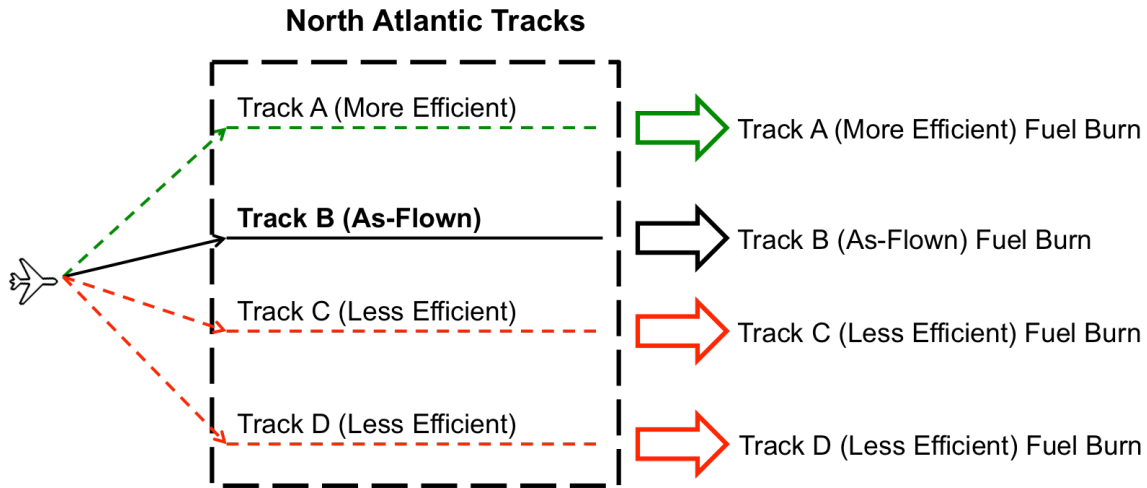 North Atlantic Tracks
Track A (More Efficient)
Track A (More Efficient) Fuel Burn
Track B (As-Flown)
Track B (As-Flown) Fuel Burn
Track C (Less Efficient)
Track C (Less Efficient) Fuel Burn
Track D (Less Efficient)
Track D (Less Efficient) Fuel Burn